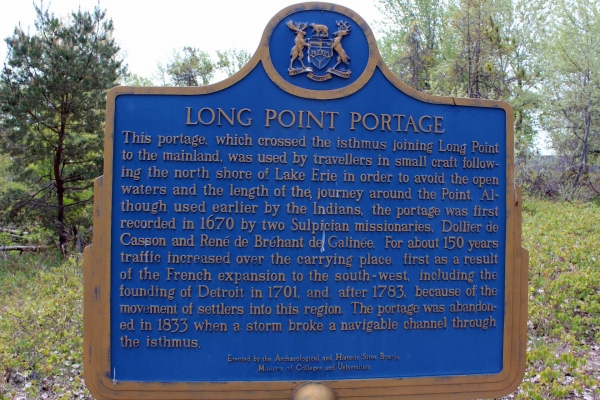 LONG POINT PORTAGE
This portage, which crossed the isthmus joining Long Point
to the mainland, was used by travellers in small craft follow-
ing the north shore of Lake Erie in order to avoid the open
waters and the length of the journey around the Point. Al-
though used earlier by the Indians, the portage was first
recorded in 1670 by two Sulpician missionaries, Dollier de
Casson and René de Bréhant de Galinée. For about 150 years
traffic increased over the carrying place, first as a result
of the French expansion to the south-west, including the
founding of Detroit in 1701, and, after 1783, because of the
movement of settlers into this region. The portage was abandon-
ed in 1833 when a storm broke a navigable channel through
the isthmus.
Erected by the Archaeological and Historic Sites Board,
Ministry of Colleges and Universities